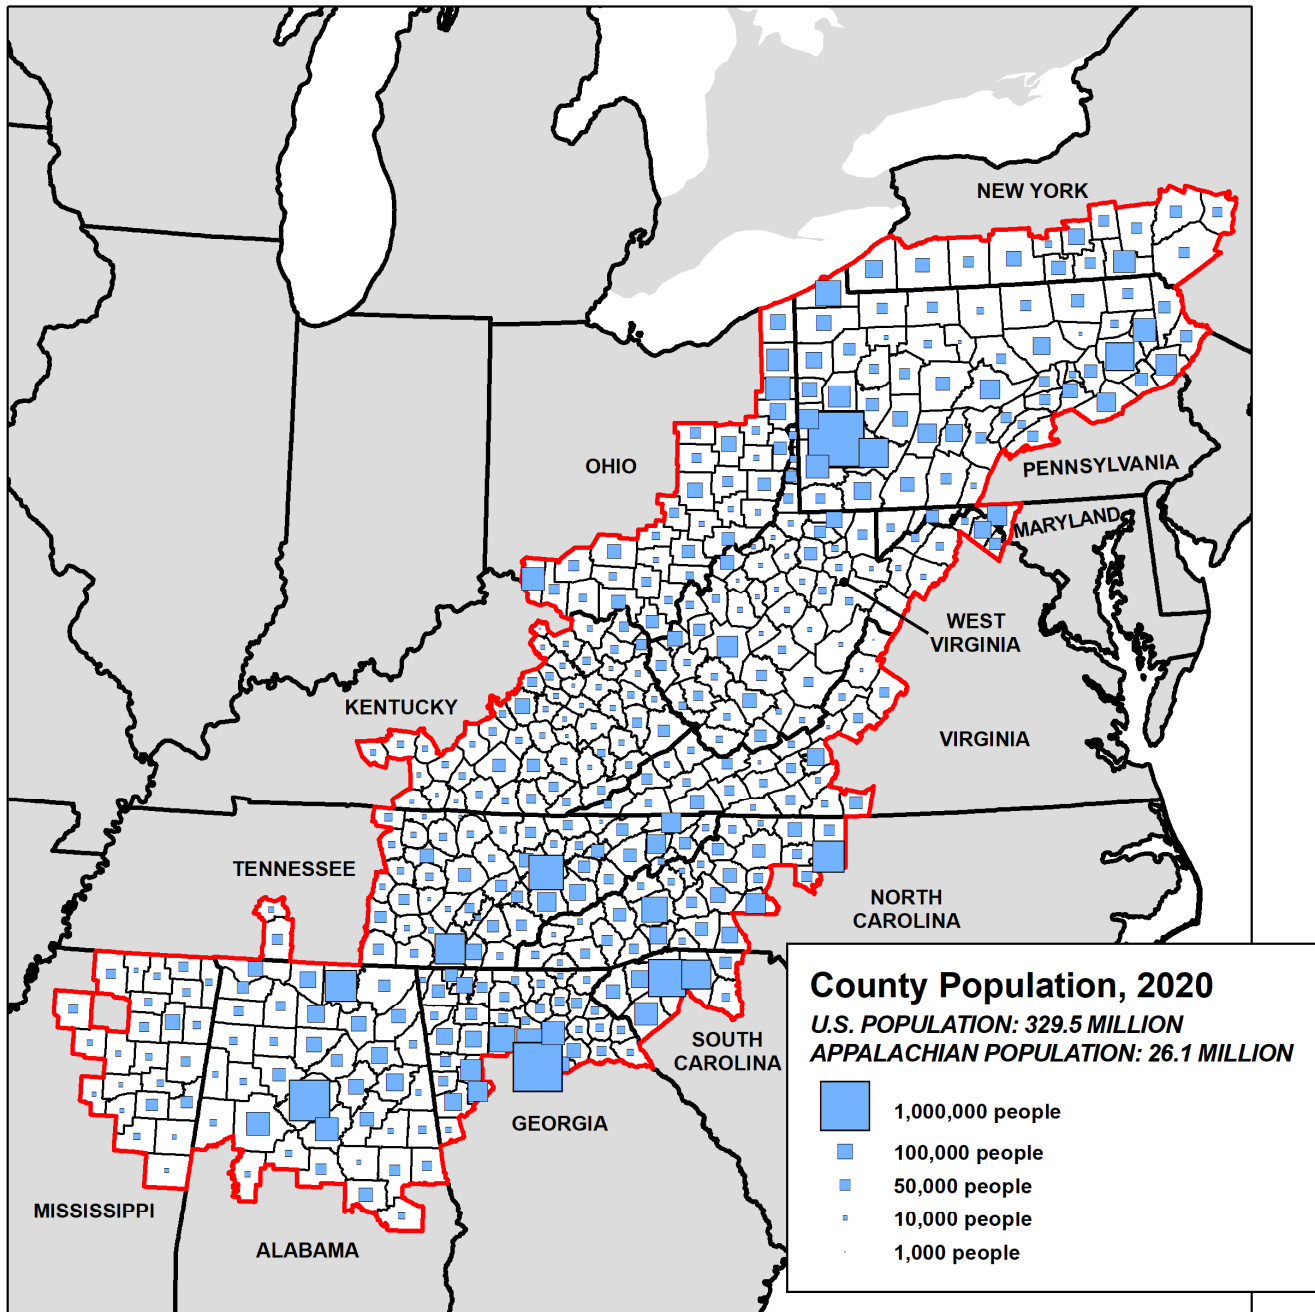 NEW YORK
OHIO
PENNSYLVANIA
MARYLAND
WEST
VIRGINIA
KENTUCKY
VIRGINIA
TENNESSEE
NORTH
CAROLINA
SOUTH
CAROLINA
GEORGIA
MISSISSIPPI
ALABAMA
County Population, 2020
U.S. POPULATION: 329.5 MILLION
APPALACHIAN POPULATION: 26.1 MILLION
1,000,000 people
100,000 people
50,000 people
10,000 people
1,000 people